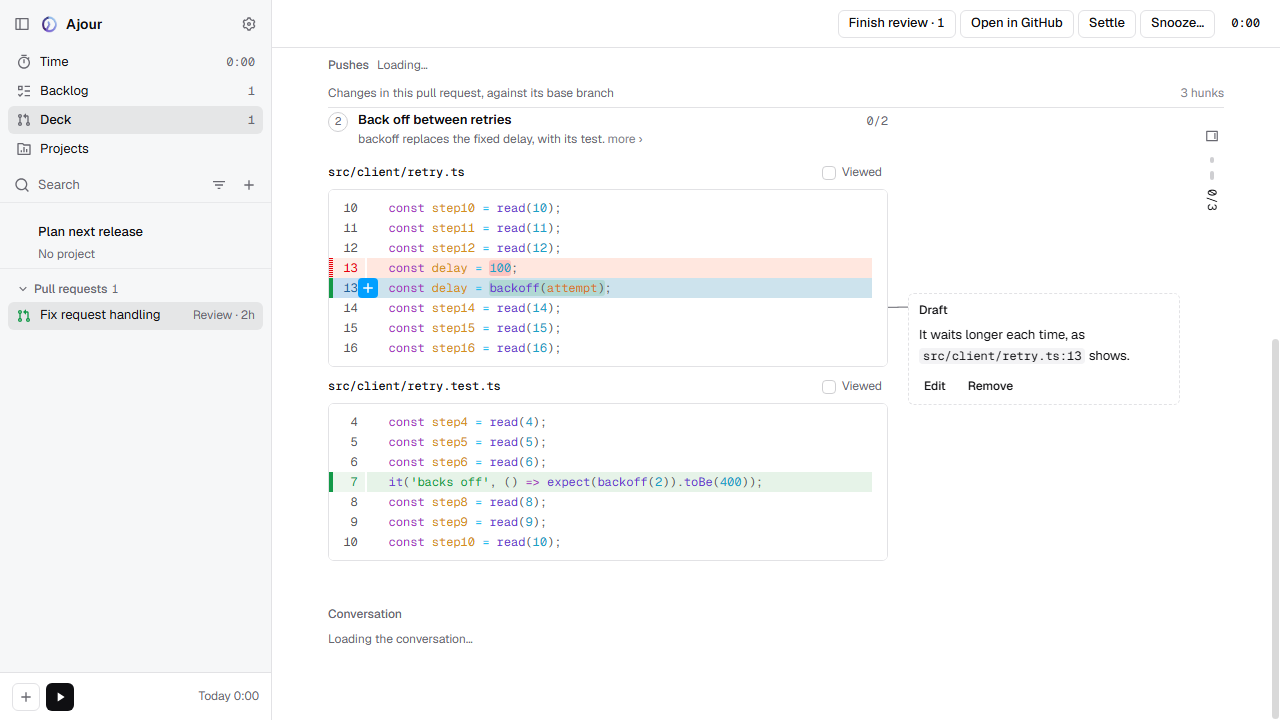 Ajour
Time 0:00
Backlog 1
Deck 1
Projects
Search
Plan next release
No project
Pull requests 1
Fix request handling Review · 2h
Today 0:00
Finish review · 1 Open in GitHub Settle Snooze… 0:00
Pushes Loading…
Changes in this pull request, against its base branch 3 hunks
2 Back off between retries 0/2
backoff replaces the fixed delay, with its test. more ›
src/client/retry.ts Viewed
10 const step10 = read(10);
11 const step11 = read(11);
12 const step12 = read(12);
13 const delay = 100;
13 const delay = backoff(attempt);
14 const step14 = read(14);
15 const step15 = read(15);
16 const step16 = read(16);
src/client/retry.test.ts Viewed
4 const step4 = read(4);
5 const step5 = read(5);
6 const step6 = read(6);
7 it('backs off', () => expect(backoff(2)).toBe(400));
8 const step8 = read(8);
9 const step9 = read(9);
10 const step10 = read(10);
Draft
It waits longer each time, as
src/client/retry.ts:13 shows.
Edit Remove
0/3
Conversation
Loading the conversation…